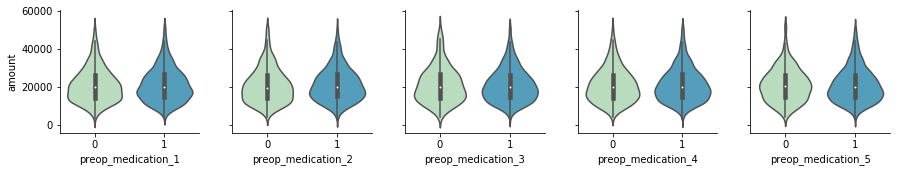 60000
40000
20000
0
amount
0 1
preop_medication_1
0 1
preop_medication_2
0 1
preop_medication_3
0 1
preop_medication_4
0 1
preop_medication_5